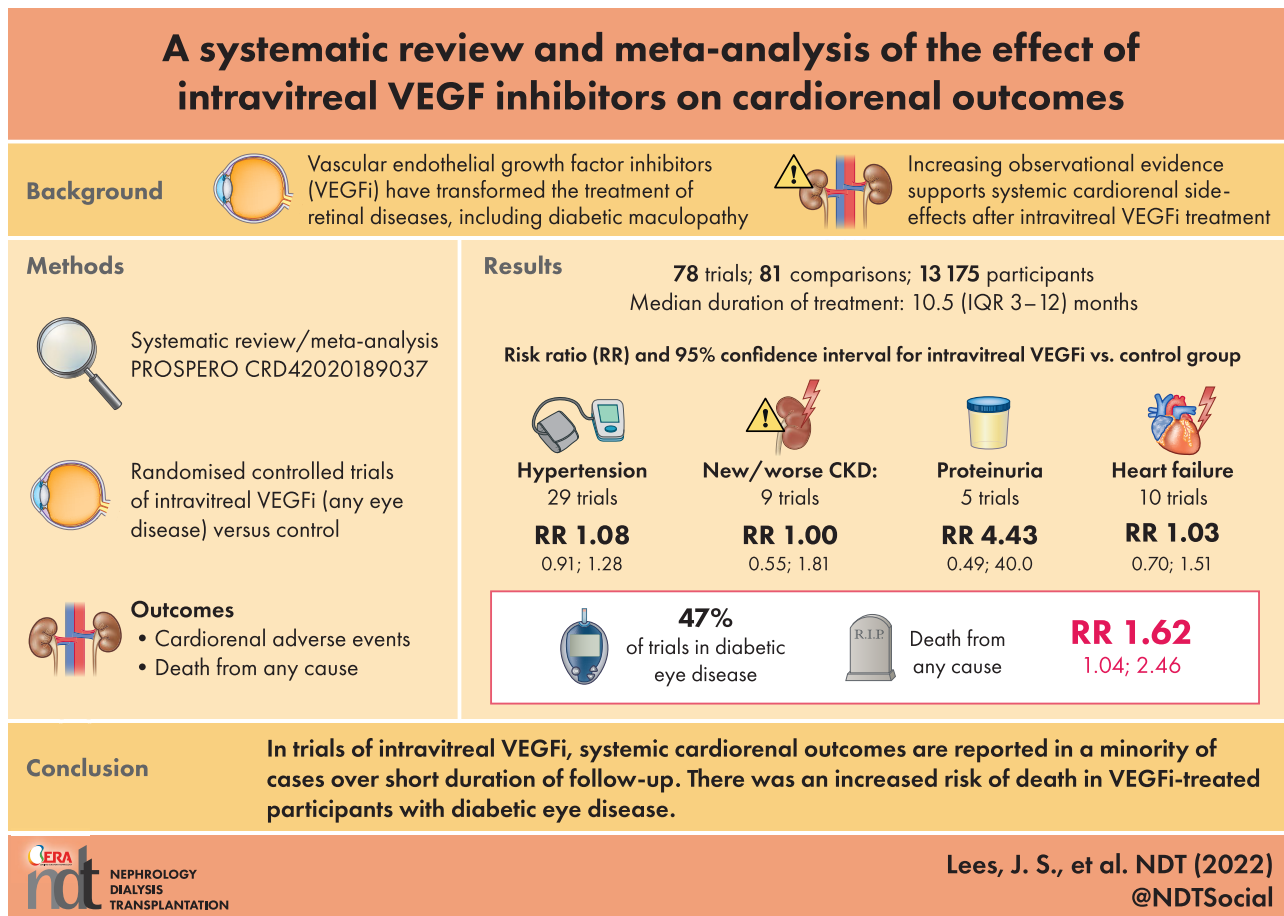 A systematic review and meta-analysis of the effect of
intravitreal VEGF inhibitors on cardiorenal outcomes
Background
Vascular endothelial growth factor inhibitors
(VEGFi) have transformed the treatment of
retinal diseases, including diabetic maculopathy
Increasing observational evidence
supports systemic cardiorenal side-
effects after intravitreal VEGFi treatment
Methods
Systematic review/meta-analysis
PROSPERO CRD42020189037
Randomised controlled trials
of intravitreal VEGFi (any eye
disease) versus control
Outcomes
• Cardiorenal adverse events
• Death from any cause
Results
78 trials; 81 comparisons; 13 175 participants
Median duration of treatment: 10.5 (IQR 3–12) months
Risk ratio (RR) and 95% confidence interval for intravitreal VEGFi vs. control group
Hypertension
29 trials
RR 1.08
0.91; 1.28
New/worse CKD:
9 trials
RR 1.00
0.55; 1.81
Proteinuria
5 trials
RR 4.43
0.49; 40.0
Heart failure
10 trials
RR 1.03
0.70; 1.51
47%
of trials in diabetic
eye disease
R.I.P.
Death from
any cause
RR 1.62
1.04; 2.46
Conclusion
In trials of intravitreal VEGFi, systemic cardiorenal outcomes are reported in a minority of
cases over short duration of follow-up. There was an increased risk of death in VEGFi-treated
participants with diabetic eye disease.
ERA
ndt
NEPHROLOGY
DIALYSIS
TRANSPLANTATION
Lees, J. S., et al. NDT (2022)
@NDTSocial